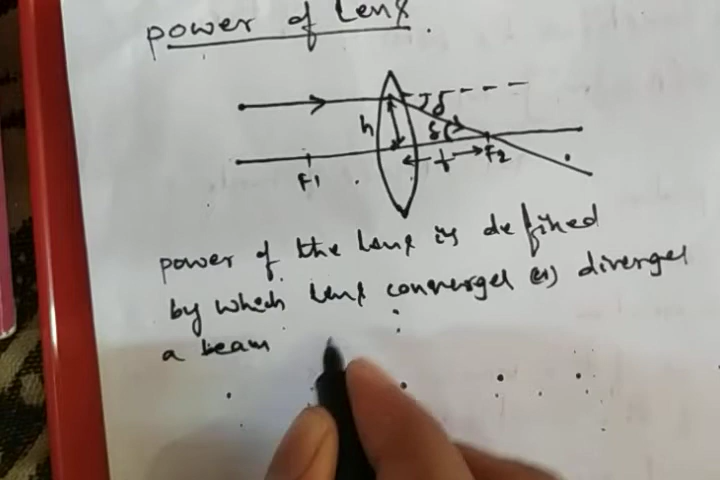 power of Lens.
δ
h
δ
f
F1
F2
power of the Lens is defined
by which lens converges (or) diverges
a beam